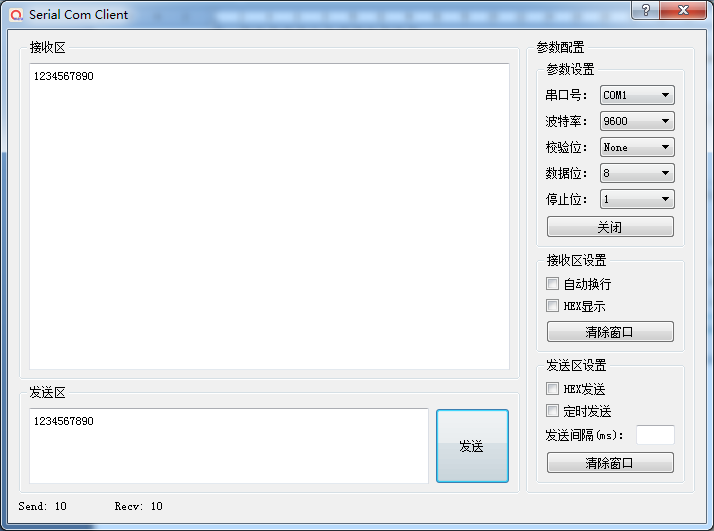 Serial Com Client
接收区
1234567890
发送区
1234567890
发送
Send: 10 Recv: 10
参数配置
参数设置
串口号: COM1
波特率: 9600
校验位: None
数据位: 8
停止位: 1
关闭
接收区设置
自动换行
HEX显示
清除窗口
发送区设置
HEX发送
定时发送
发送间隔(ms):
清除窗口